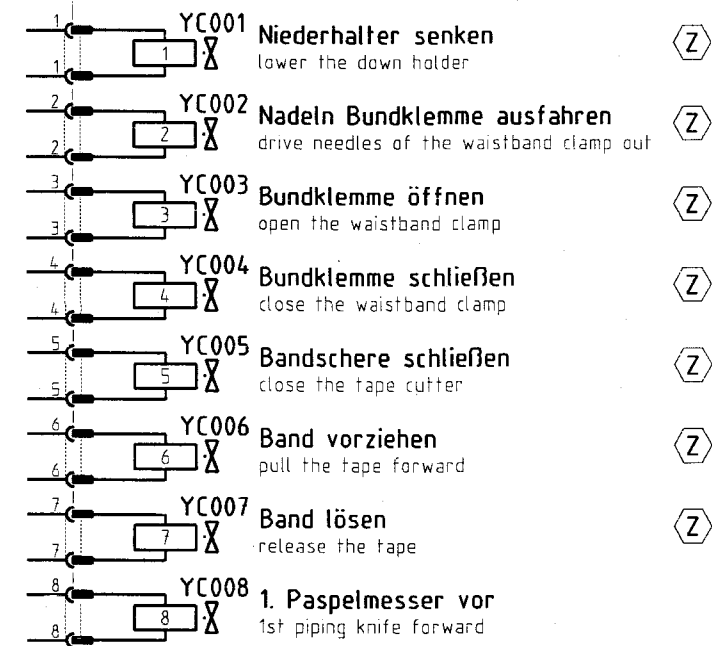 1 YC001 Niederhalter senken Z
1 1 lower the down holder
2 YC002 Nadeln Bundklemme ausfahren Z
2 2 drive needles of the waistband clamp out
3 YC003 Bundklemme öffnen Z
3 3 open the waistband clamp
4 YC004 Bundklemme schließen Z
4 4 close the waistband clamp
5 YC005 Bandschere schließen Z
5 5 close the tape cutter
6 YC006 Band vorziehen Z
6 6 pull the tape forward
7 YC007 Band lösen Z
7 7 release the tape
8 YC008 1. Paspelmesser vor
8 8 1st piping knife forward